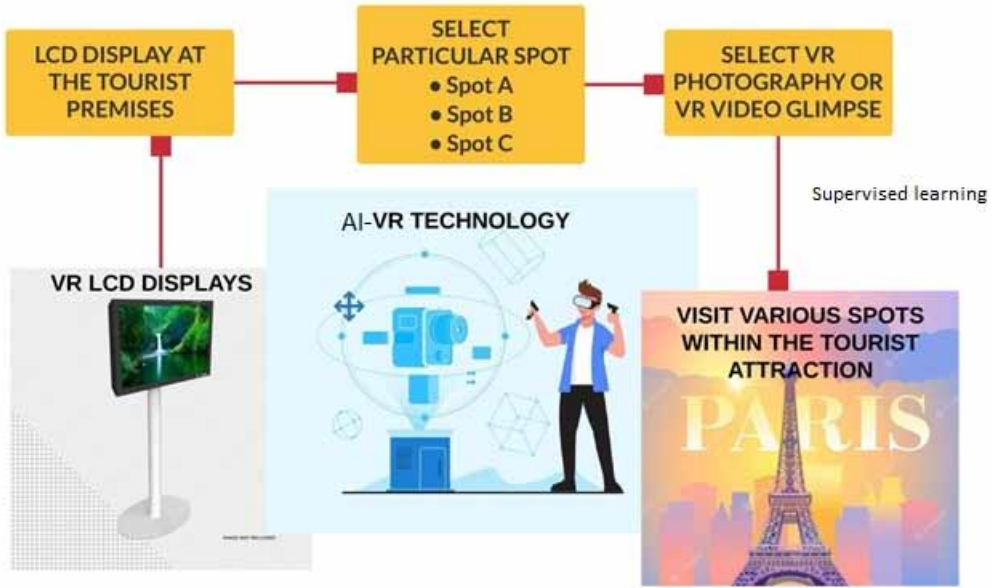 LCD DISPLAY AT
THE TOURIST
PREMISES
SELECT
PARTICULAR SPOT
• Spot A
• Spot B
• Spot C
SELECT VR
PHOTOGRAPHY OR
VR VIDEO GLIMPSE
Supervised learning
AI-VR TECHNOLOGY
VR LCD DISPLAYS
VISIT VARIOUS SPOTS
WITHIN THE TOURIST
ATTRACTION
PARIS